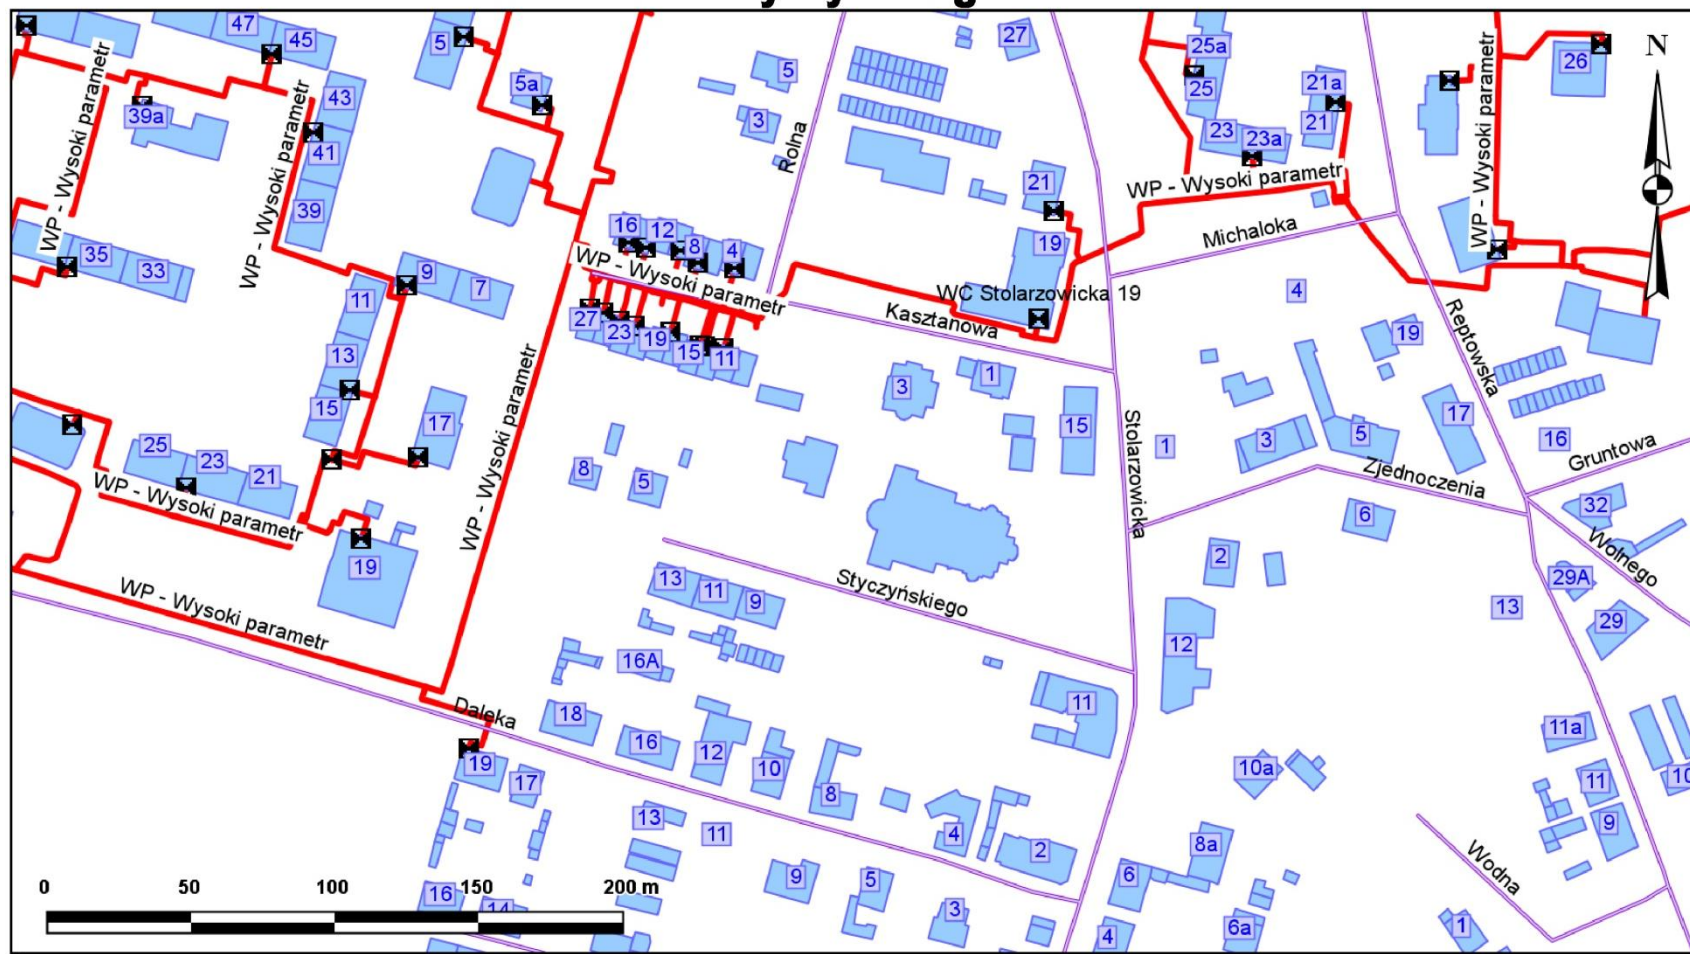 47
45
5
27
25a
N
43
5a
5
25
21a
26
39a
3
23
21
WP - Wysoki parametr
WP - Wysoki parametr
41
Rolna
23a
WP - Wysoki parametr
WP - Wysoki parametr
39
21
16
12
8
4
19
Michaloka
35
33
9
7
WP - Wysoki parametr
WC Stolarzowicka 19
4
11
27
23
19
15
11
Kasztanowa
Reptowska
19
13
3
1
15
17
WP - Wysoki parametr
15
Stolarzowicka
1
3
5
17
16
Gruntowa
25
23
21
8
5
Zjednoczenia
WP - Wysoki parametr
6
32
Wolnego
19
2
29A
13
11
9
Styczyńskiego
13
29
WP - Wysoki parametr
16A
12
18
Daleka
11
16
12
10
11a
19
17
10a
11
10
8
13
11
4
2
8a
9
Wodna
0
50
100
150
200 m
16
14
9
5
3
6
4
6a
1